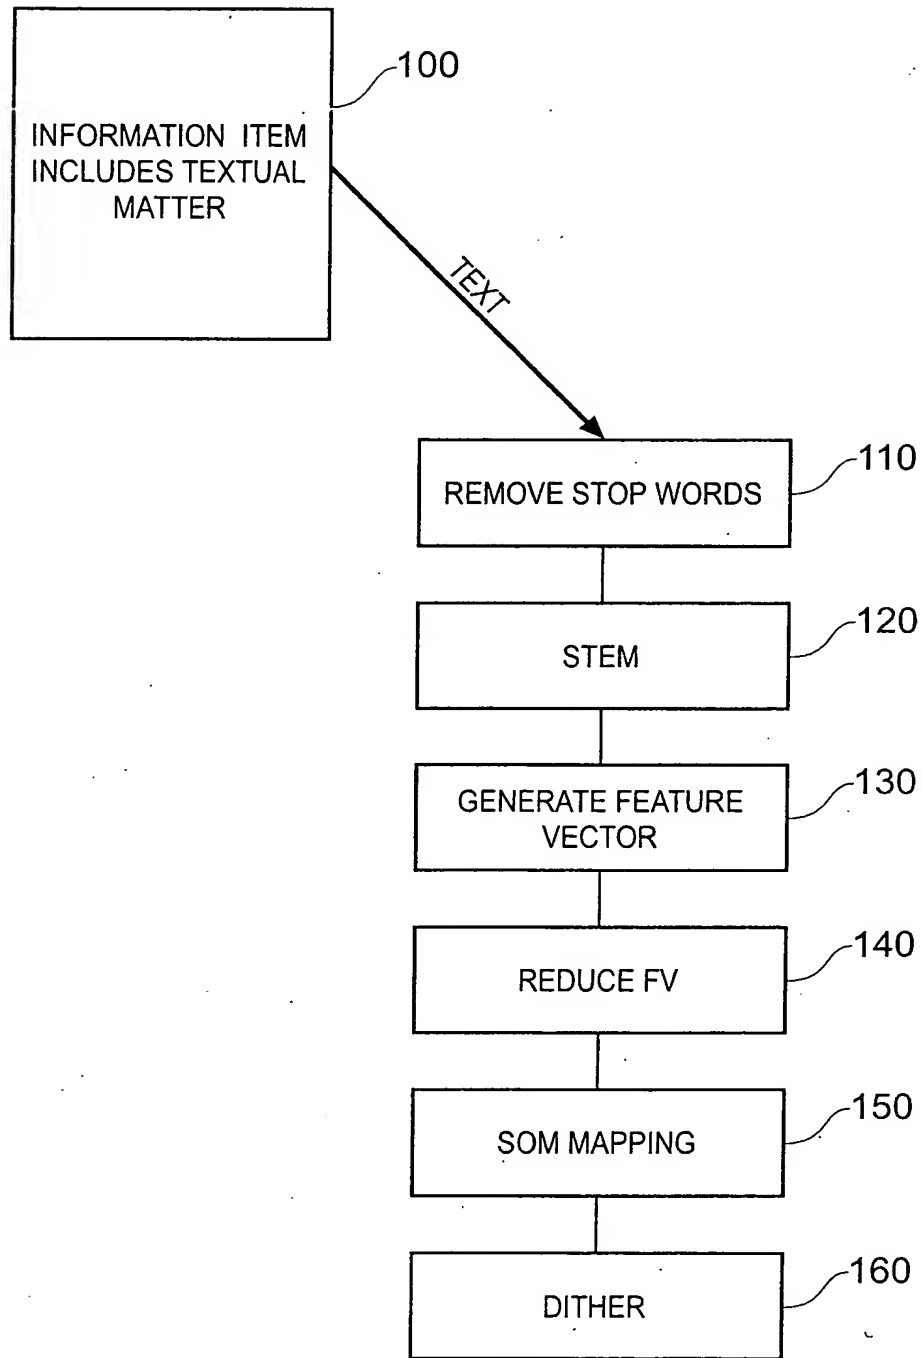 100
INFORMATION ITEM
INCLUDES TEXTUAL
MATTER
TEXT
110
REMOVE STOP WORDS
120
STEM
130
GENERATE FEATURE
VECTOR
140
REDUCE FV
150
SOM MAPPING
160
DITHER